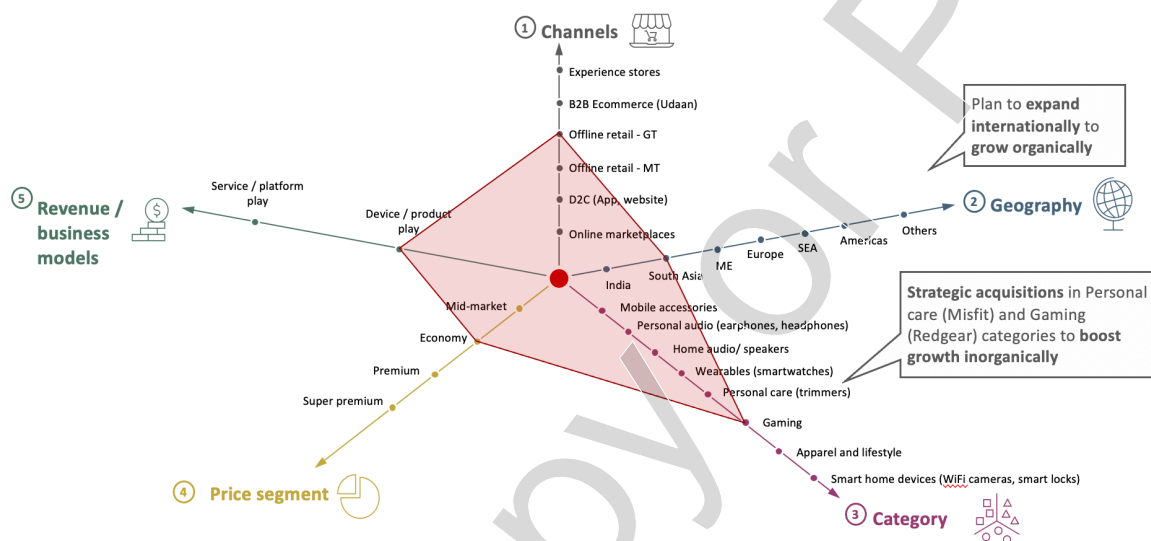 1 Channels
Experience stores
B2B Ecommerce (Udaan)
Offline retail - GT
Offline retail - MT
D2C (App, website)
Online marketplaces
Plan to expand
internationally to
grow organically
2 Geography
India
South Asia
ME
Europe
SEA
Americas
Others
Strategic acquisitions in Personal
care (Misfit) and Gaming
(Redgear) categories to boost
growth inorganically
5 Revenue /
business
models
Service / platform
play
Device / product
play
Mid-market
Economy
Premium
Super premium
4 Price segment
Mobile accessories
Personal audio (earphones, headphones)
Home audio/ speakers
Wearables (smartwatches)
Personal care (trimmers)
Gaming
Apparel and lifestyle
Smart home devices (WiFi cameras, smart locks)
3 Category
py or P